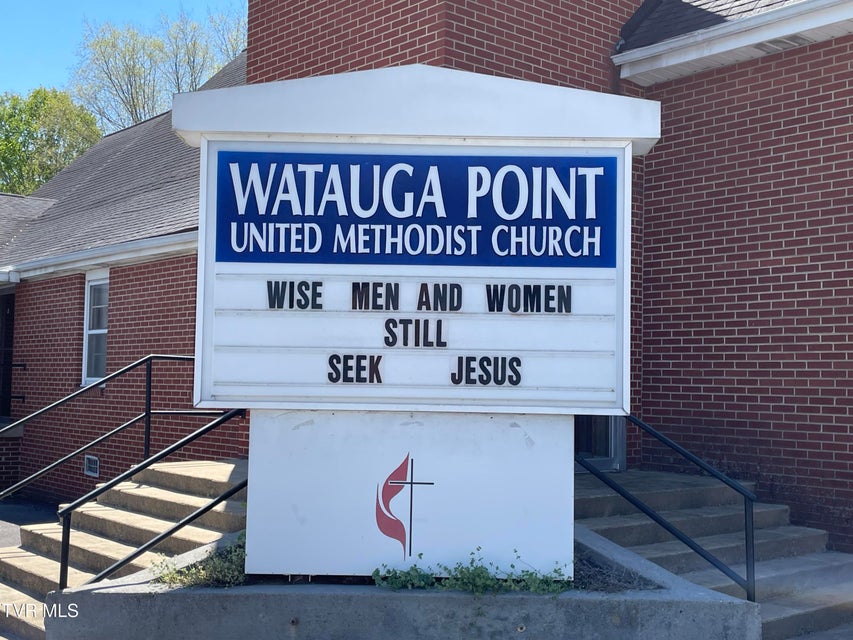 WATAUGA POINT
UNITED METHODIST CHURCH
WISE MEN AND WOMEN
STILL
SEEK JESUS
TVR MLS